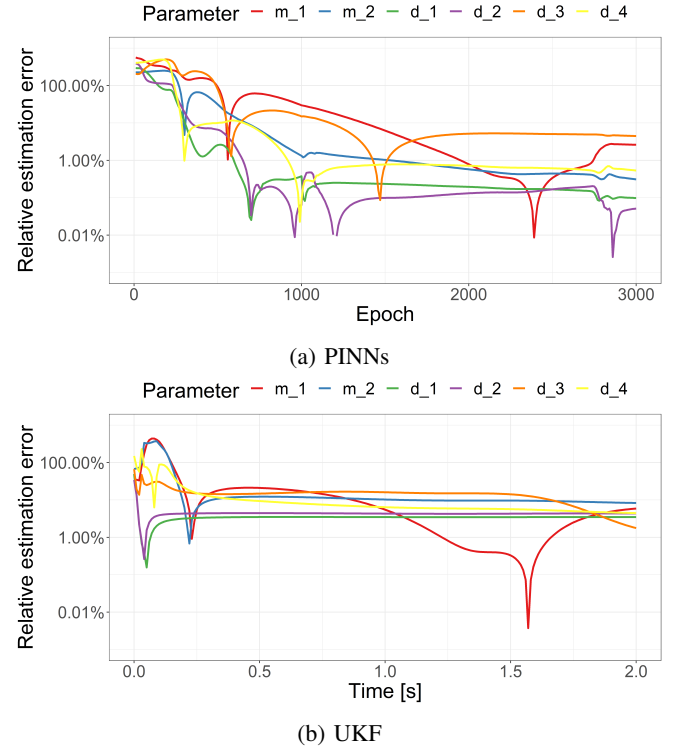 Parameter m_1 m_2 d_1 d_2 d_3 d_4
Relative estimation error
100.00%
1.00%
0.01%
0 1000 2000 3000
Epoch
(a) PINNs
Parameter m_1 m_2 d_1 d_2 d_3 d_4
Relative estimation error
100.00%
1.00%
0.01%
0.0 0.5 1.0 1.5 2.0
Time [s]
(b) UKF